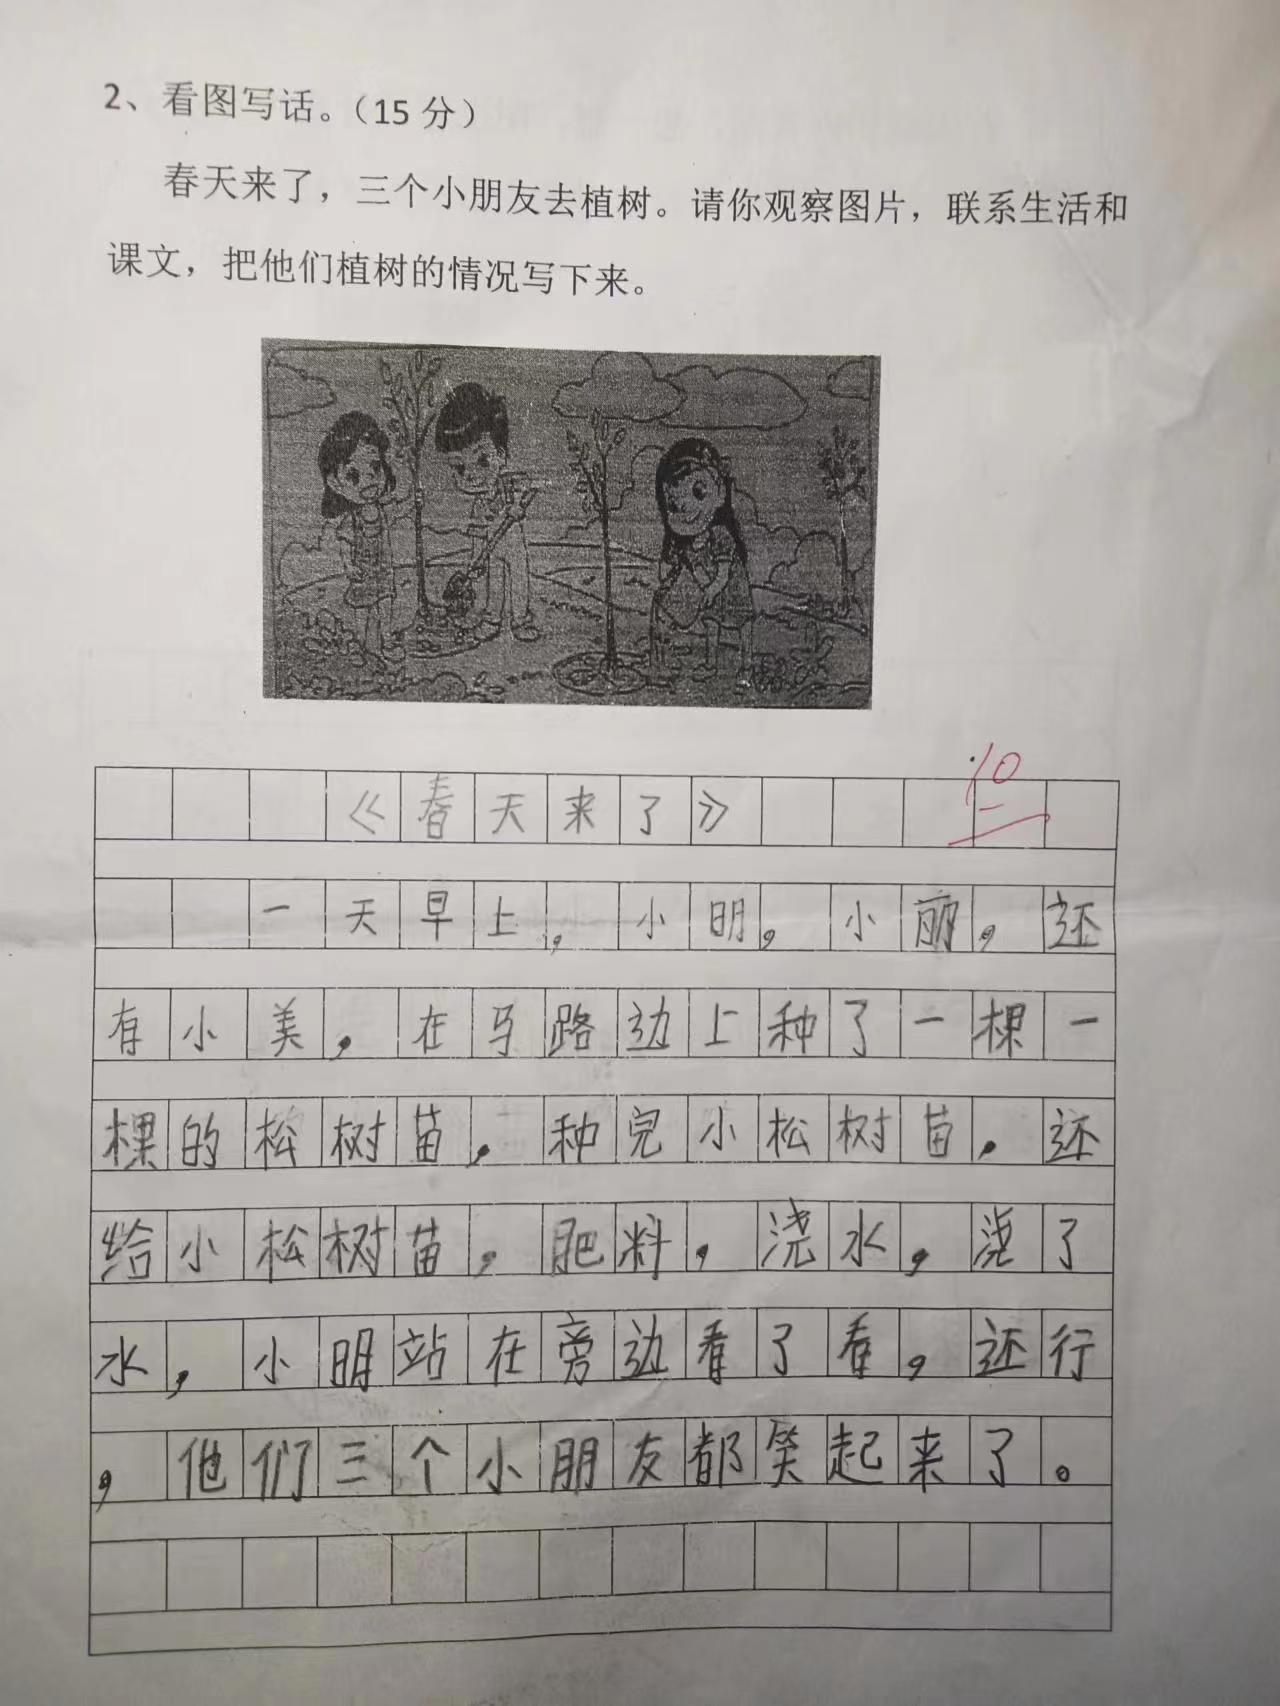 2、看图写话。（15 分）
春天来了，三个小朋友去植树。请你观察图片，联系生活和
课文，把他们植树的情况写下来。
10
《春天来了》
一天早上，小明，小丽，还
有小美，在马路边上种了一棵一
棵的松树苗，种完小松树苗，还
给小松树苗，肥料，浇水，浇了
水，小明站在旁边看了看，还行
，他们三个小朋友都笑起来了。